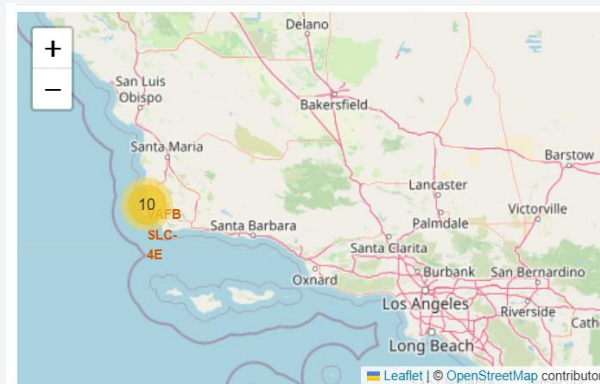 +
−
Delano
San Luis
Obispo
Bakersfield
Santa Maria
Barstow
Lancaster
10
VAFB
SLC-
4E
Victorville
Palmdale
Santa Barbara
Santa Clarita
Oxnard
Burbank
San Bernardino
Los Angeles
Riverside
Cath
Long Beach
Leaflet | © OpenStreetMap contributor